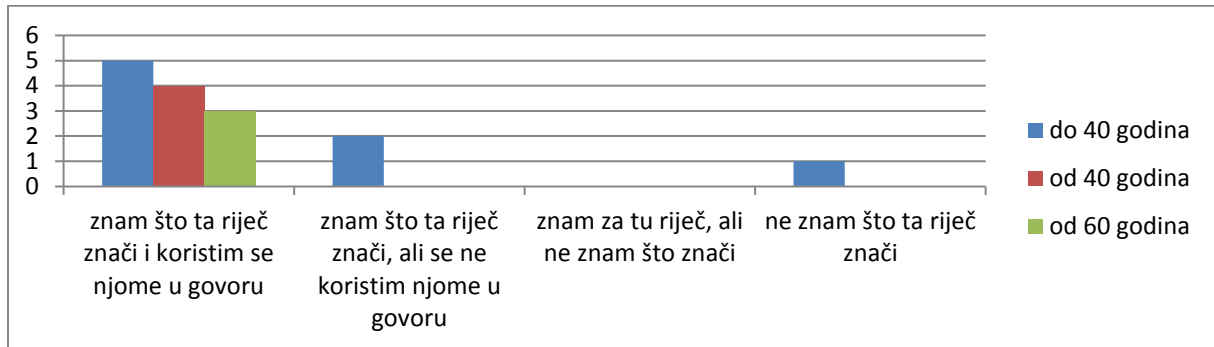 6
5
4
3
2
1
0
znam što ta riječ
znači i koristim se
njome u govoru
znam što ta riječ
znači, ali se ne
koristim njome u
govoru
znam za tu riječ, ali
ne znam što znači
ne znam što ta riječ
znači
do 40 godina
od 40 godina
od 60 godina